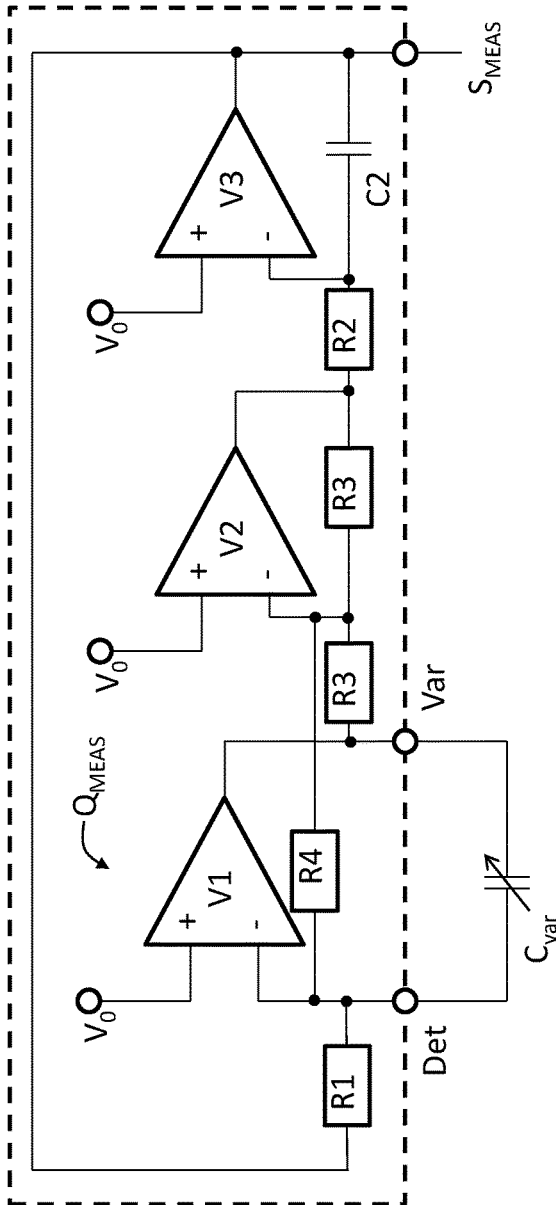 V₀ Q_MEAS V₀ V₀
+ + +
V1 V2 V3
- - -
R4
R1 R3 R3 R2 C2
Det Var S_MEAS
C_var